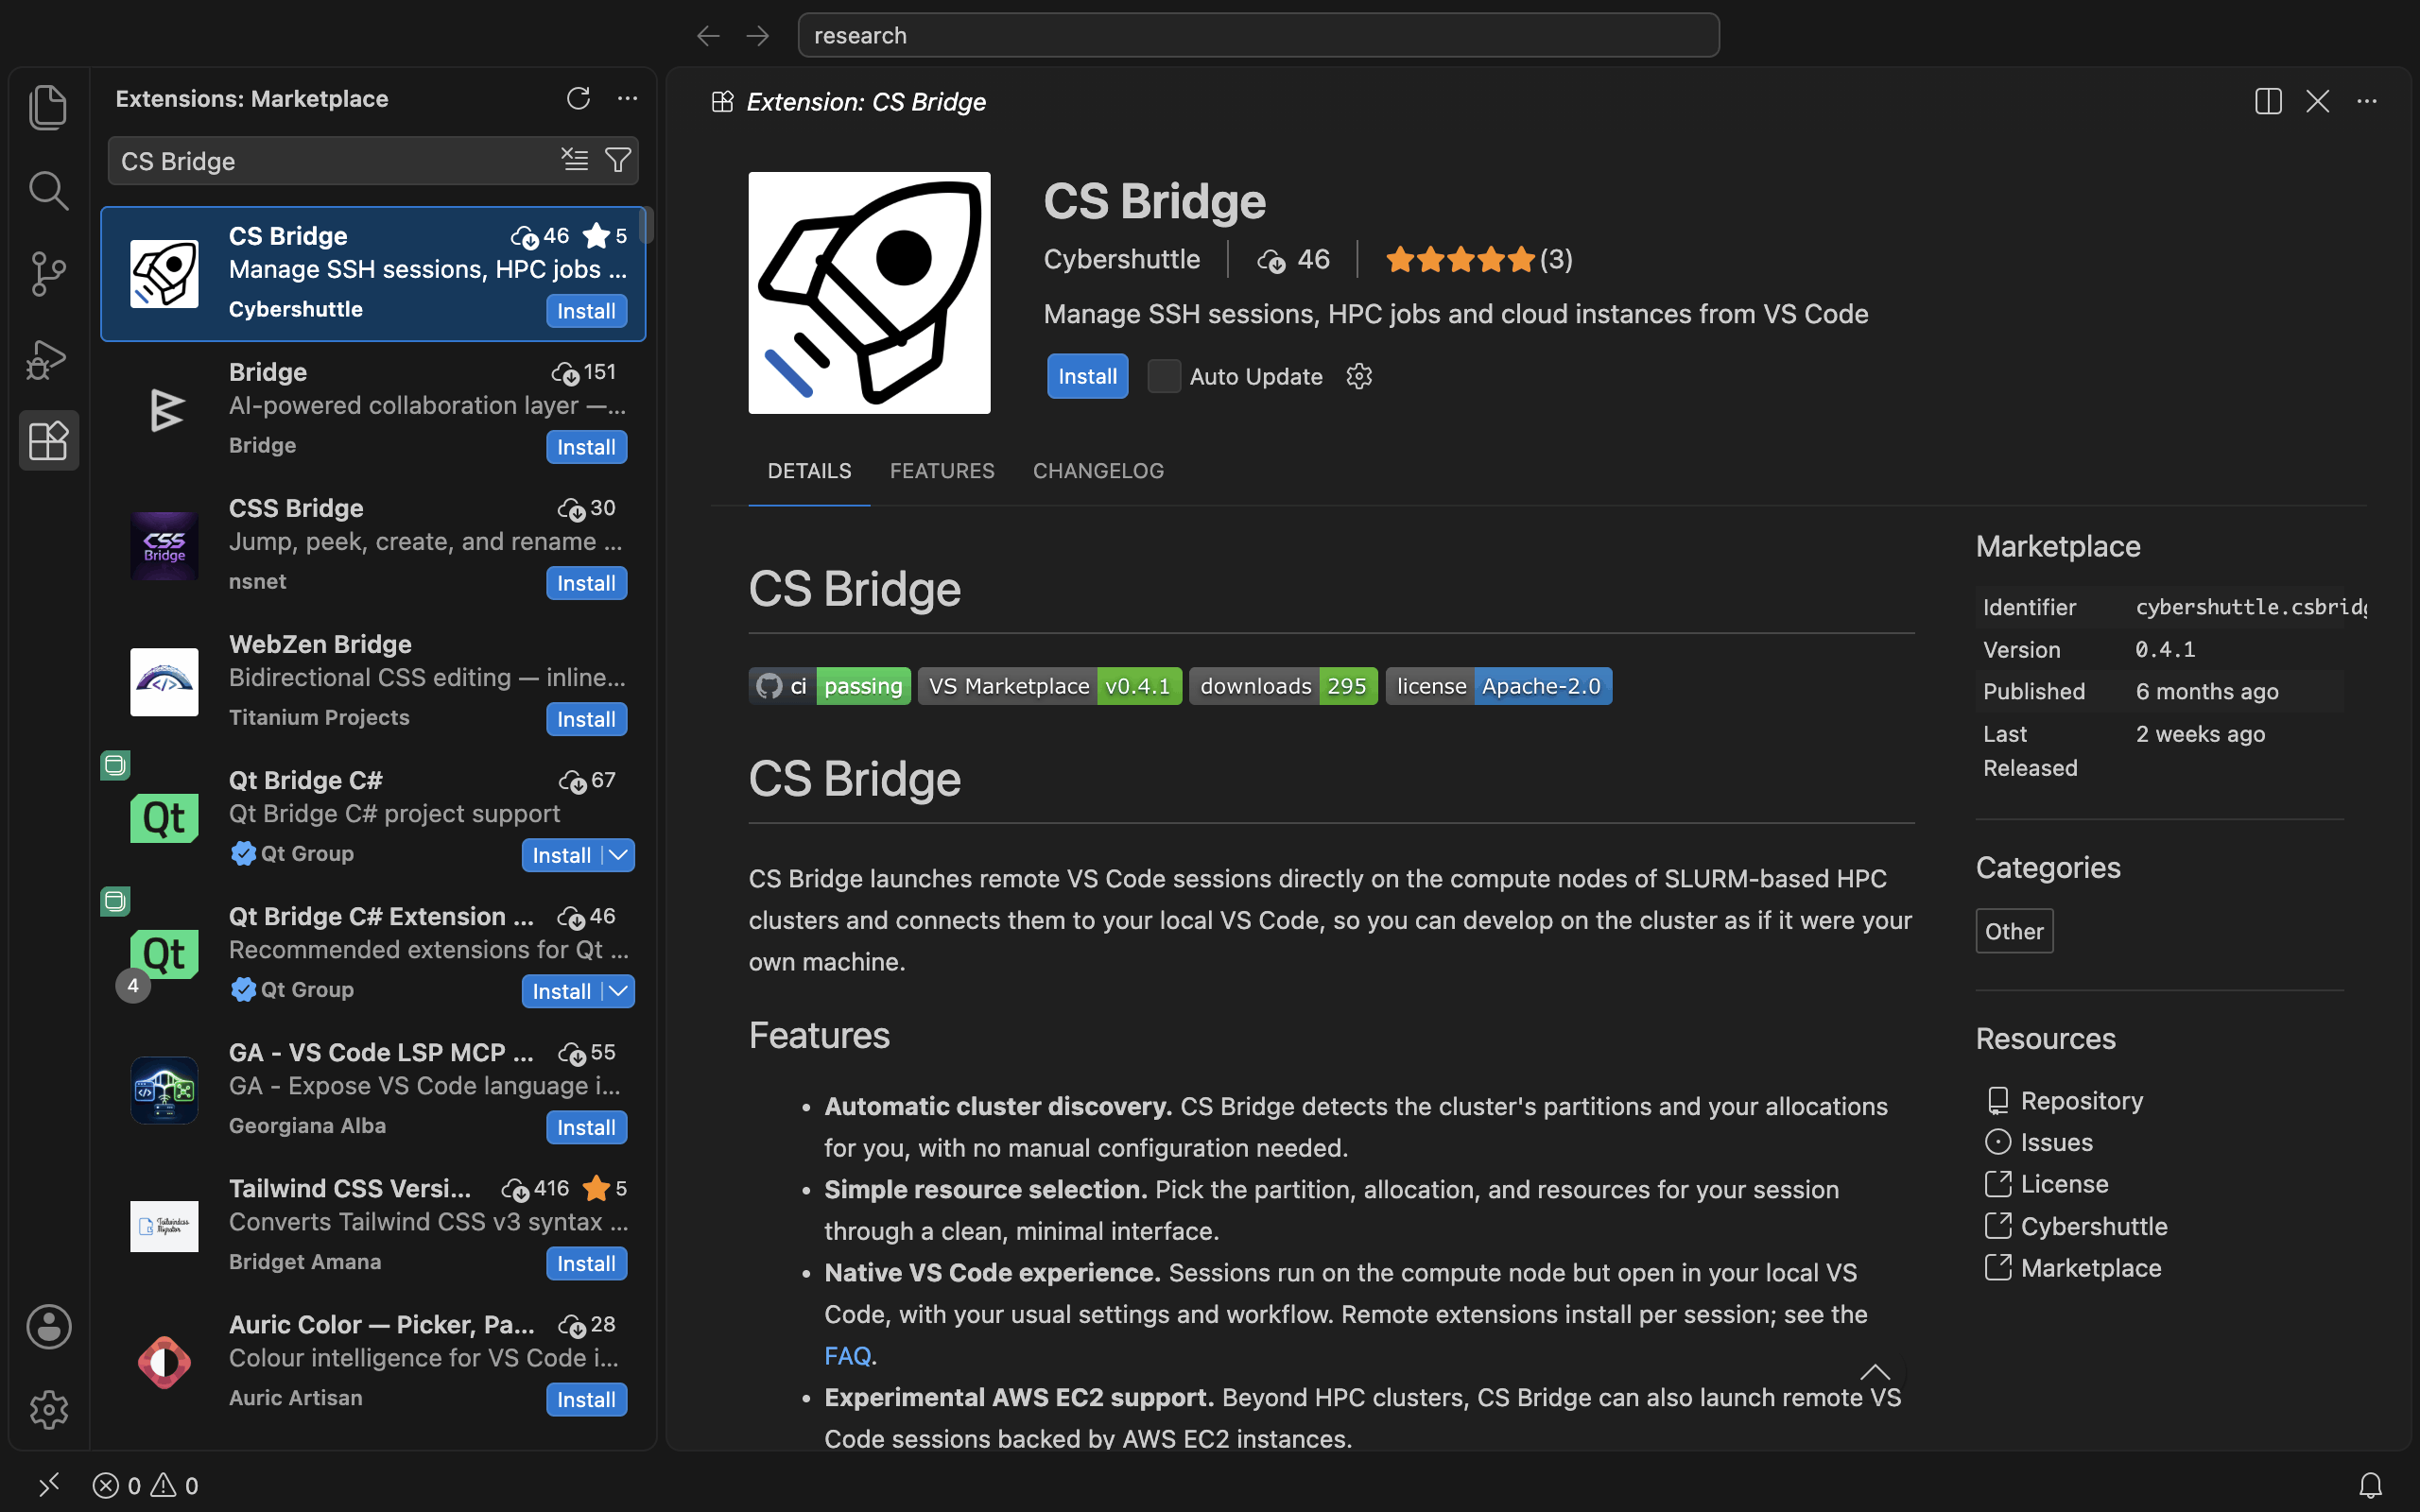 research
Extensions: Marketplace
CS Bridge
CS Bridge 46 5
Manage SSH sessions, HPC jobs ...
Cybershuttle Install
Bridge 151
AI-powered collaboration layer —...
Bridge Install
CSS Bridge 30
Jump, peek, create, and rename ...
nsnet Install
CSS Bridge
WebZen Bridge
Bidirectional CSS editing — inline...
Titanium Projects Install
Qt Bridge C# 67
Qt Bridge C# project support
Qt
Qt Group Install
Qt Bridge C# Extension ... 46
Recommended extensions for Qt ...
Qt
4
Qt Group Install
GA - VS Code LSP MCP ... 55
GA - Expose VS Code language i...
Georgiana Alba Install
Tailwind CSS Versi... 416 5
Converts Tailwind CSS v3 syntax ...
Bridget Amana Install
Auric Color — Picker, Pa... 28
Colour intelligence for VS Code i...
Auric Artisan Install
Extension: CS Bridge
CS Bridge
Cybershuttle 46 (3)
Manage SSH sessions, HPC jobs and cloud instances from VS Code
Install Auto Update
DETAILS FEATURES CHANGELOG
CS Bridge
ci passing VS Marketplace v0.4.1 downloads 295 license Apache-2.0
CS Bridge
CS Bridge launches remote VS Code sessions directly on the compute nodes of SLURM-based HPC
clusters and connects them to your local VS Code, so you can develop on the cluster as if it were your
own machine.
Features
• Automatic cluster discovery. CS Bridge detects the cluster's partitions and your allocations
for you, with no manual configuration needed.
• Simple resource selection. Pick the partition, allocation, and resources for your session
through a clean, minimal interface.
• Native VS Code experience. Sessions run on the compute node but open in your local VS
Code, with your usual settings and workflow. Remote extensions install per session; see the
FAQ.
• Experimental AWS EC2 support. Beyond HPC clusters, CS Bridge can also launch remote VS
Code sessions backed by AWS EC2 instances.
Marketplace
Identifier cybershuttle.csbridg
Version 0.4.1
Published 6 months ago
Last Released 2 weeks ago
Categories
Other
Resources
Repository
Issues
License
Cybershuttle
Marketplace
0 0